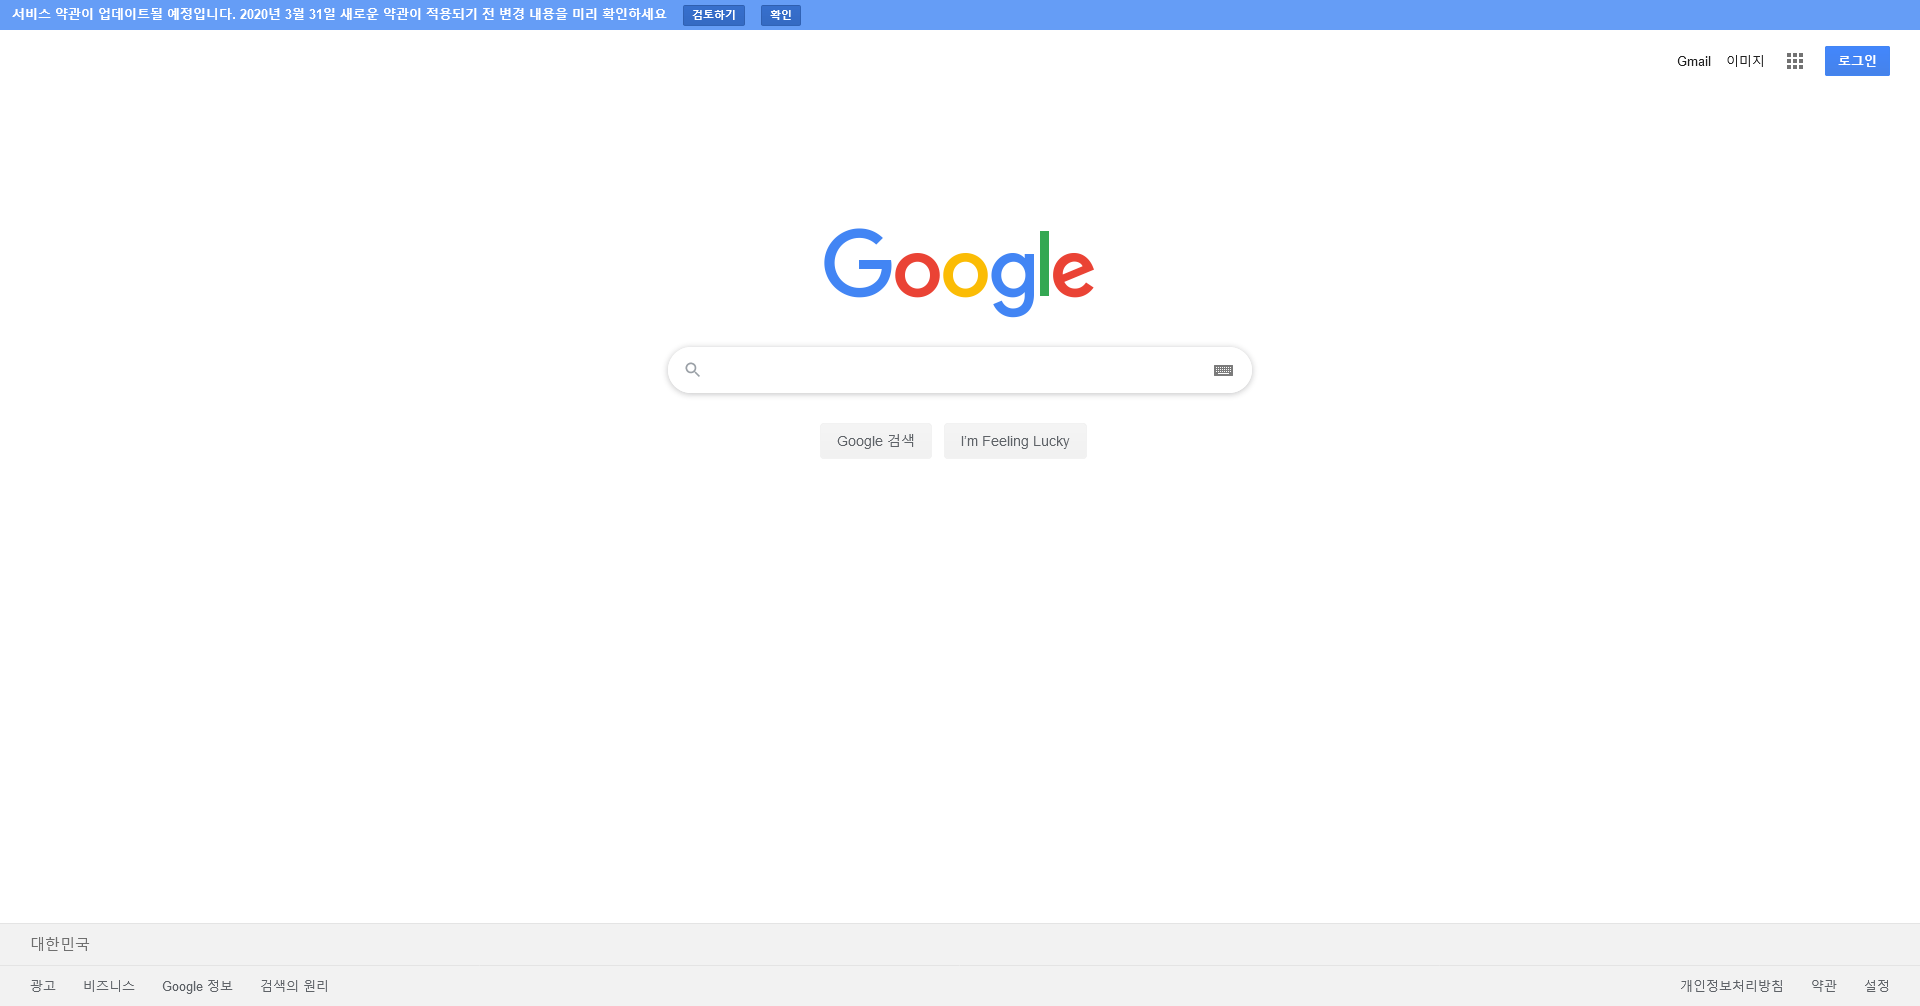 서비스 약관이 업데이트될 예정입니다. 2020년 3월 31일 새로운 약관이 적용되기 전 변경 내용을 미리 확인하세요 검토하기 확인
Gmail 이미지 로그인
Google
Google 검색 I'm Feeling Lucky
대한민국
광고 비즈니스 Google 정보 검색의 원리 개인정보처리방침 약관 설정